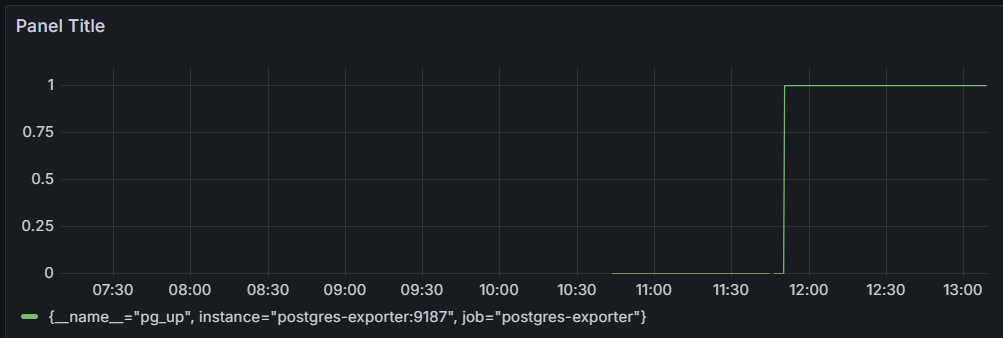 Panel Title
1
0.75
0.5
0.25
0
07:30 08:00 08:30 09:00 09:30 10:00 10:30 11:00 11:30 12:00 12:30 13:00
{__name__="pg_up", instance="postgres-exporter:9187", job="postgres-exporter"}